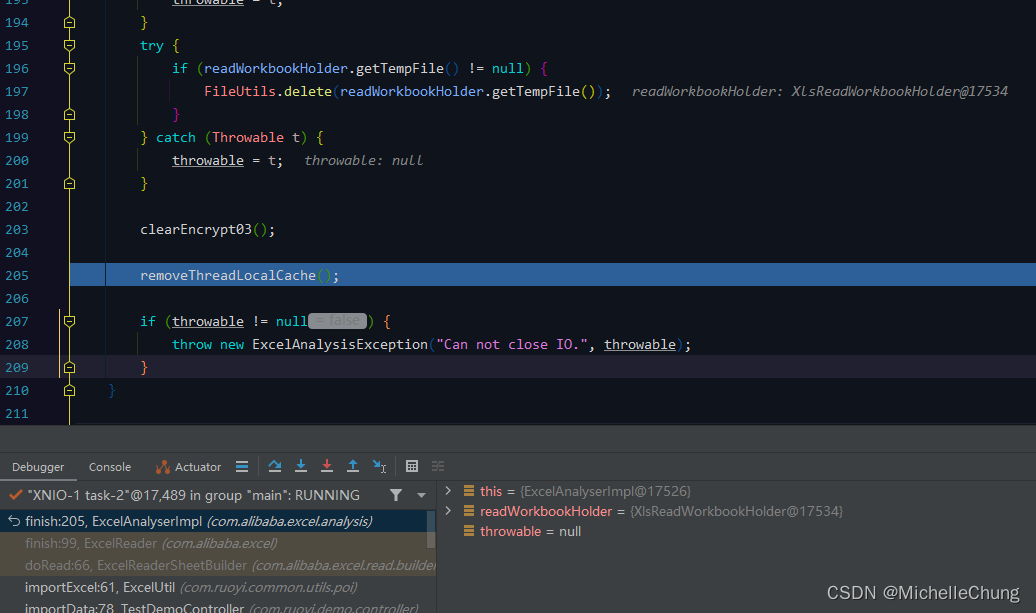 throwable = t;
194 }
195 try {
196 if (readWorkbookHolder.getTempFile() != null) {
197 FileUtils.delete(readWorkbookHolder.getTempFile()); readWorkbookHolder: XlsReadWorkbookHolder@17534
198 }
199 } catch (Throwable t) {
200 throwable = t; throwable: null
201 }
202
203 clearEncrypt03();
204
205 removeThreadLocalCache();
206
207 if (throwable != null = false ) {
208 throw new ExcelAnalysisException("Can not close IO.", throwable);
209 }
210 }
211
Debugger Console Actuator
"XNIO-1 task-2"@17,489 in group "main": RUNNING
finish:205, ExcelAnalyserImpl (com.alibaba.excel.analysis)
finish:99, ExcelReader (com.alibaba.excel)
doRead:66, ExcelReaderSheetBuilder (com.alibaba.excel.read.builder
importExcel:61, ExcelUtil (com.ruoyi.common.utils.poi)
importData:78, TestDemoController (com.ruoyi.demo.controller)
this = {ExcelAnalyserImpl@17526}
readWorkbookHolder = {XlsReadWorkbookHolder@17534}
throwable = null
CSDN @MichelleChung